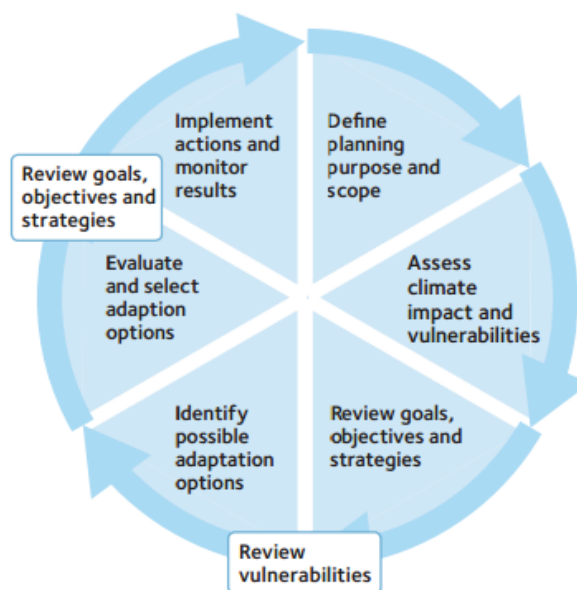 Define
planning
purpose and
scope
Assess
climate
impact and
vulnerabilities
Review goals,
objectives and
strategies
Review
vulnerabilities
Identify
possible
adaptation
options
Evaluate
and select
adaption
options
Review goals,
objectives and
strategies
Implement
actions and
monitor
results